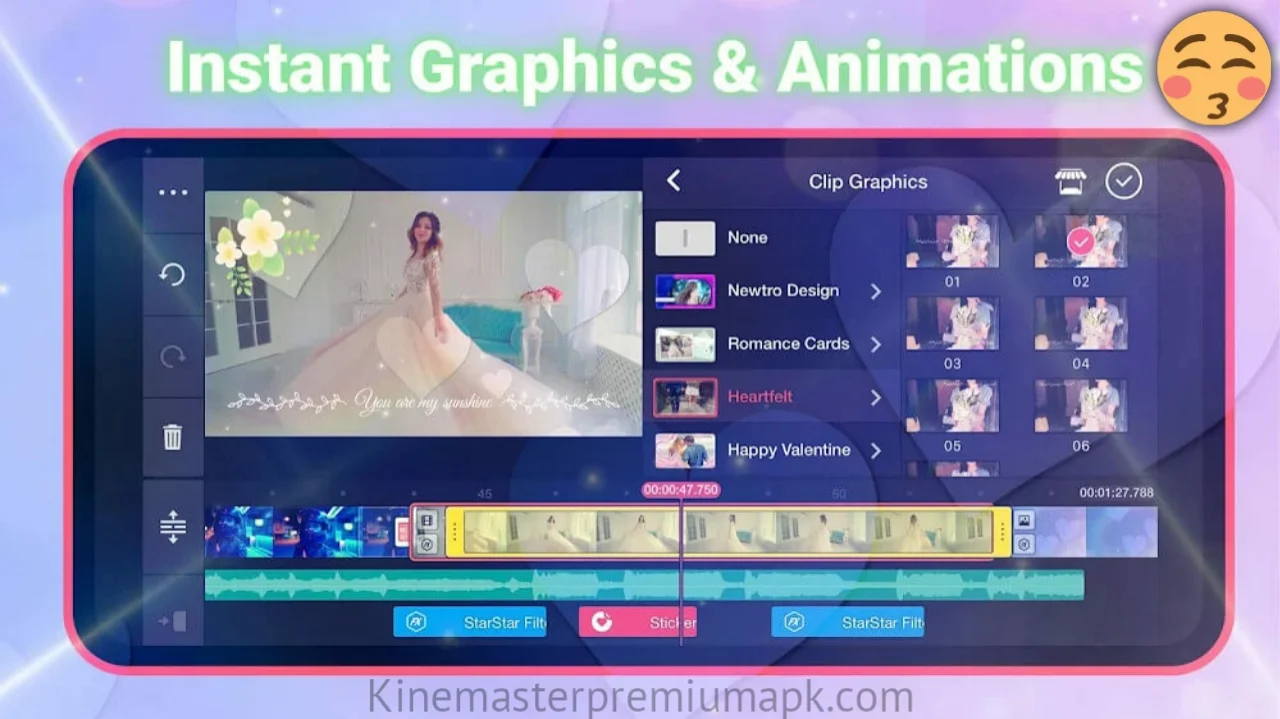 Instant Graphics & Animations
Clip Graphics
None
Newtro Design
Romance Cards
Heartfelt
Happy Valentine
01
02
03
04
05
06
You are my sunshine
45
00:00:47.750
50
00:01:27.788
StarStar Filt
Sticker
StarStar Filt
Kinemasterpremiumapk.com